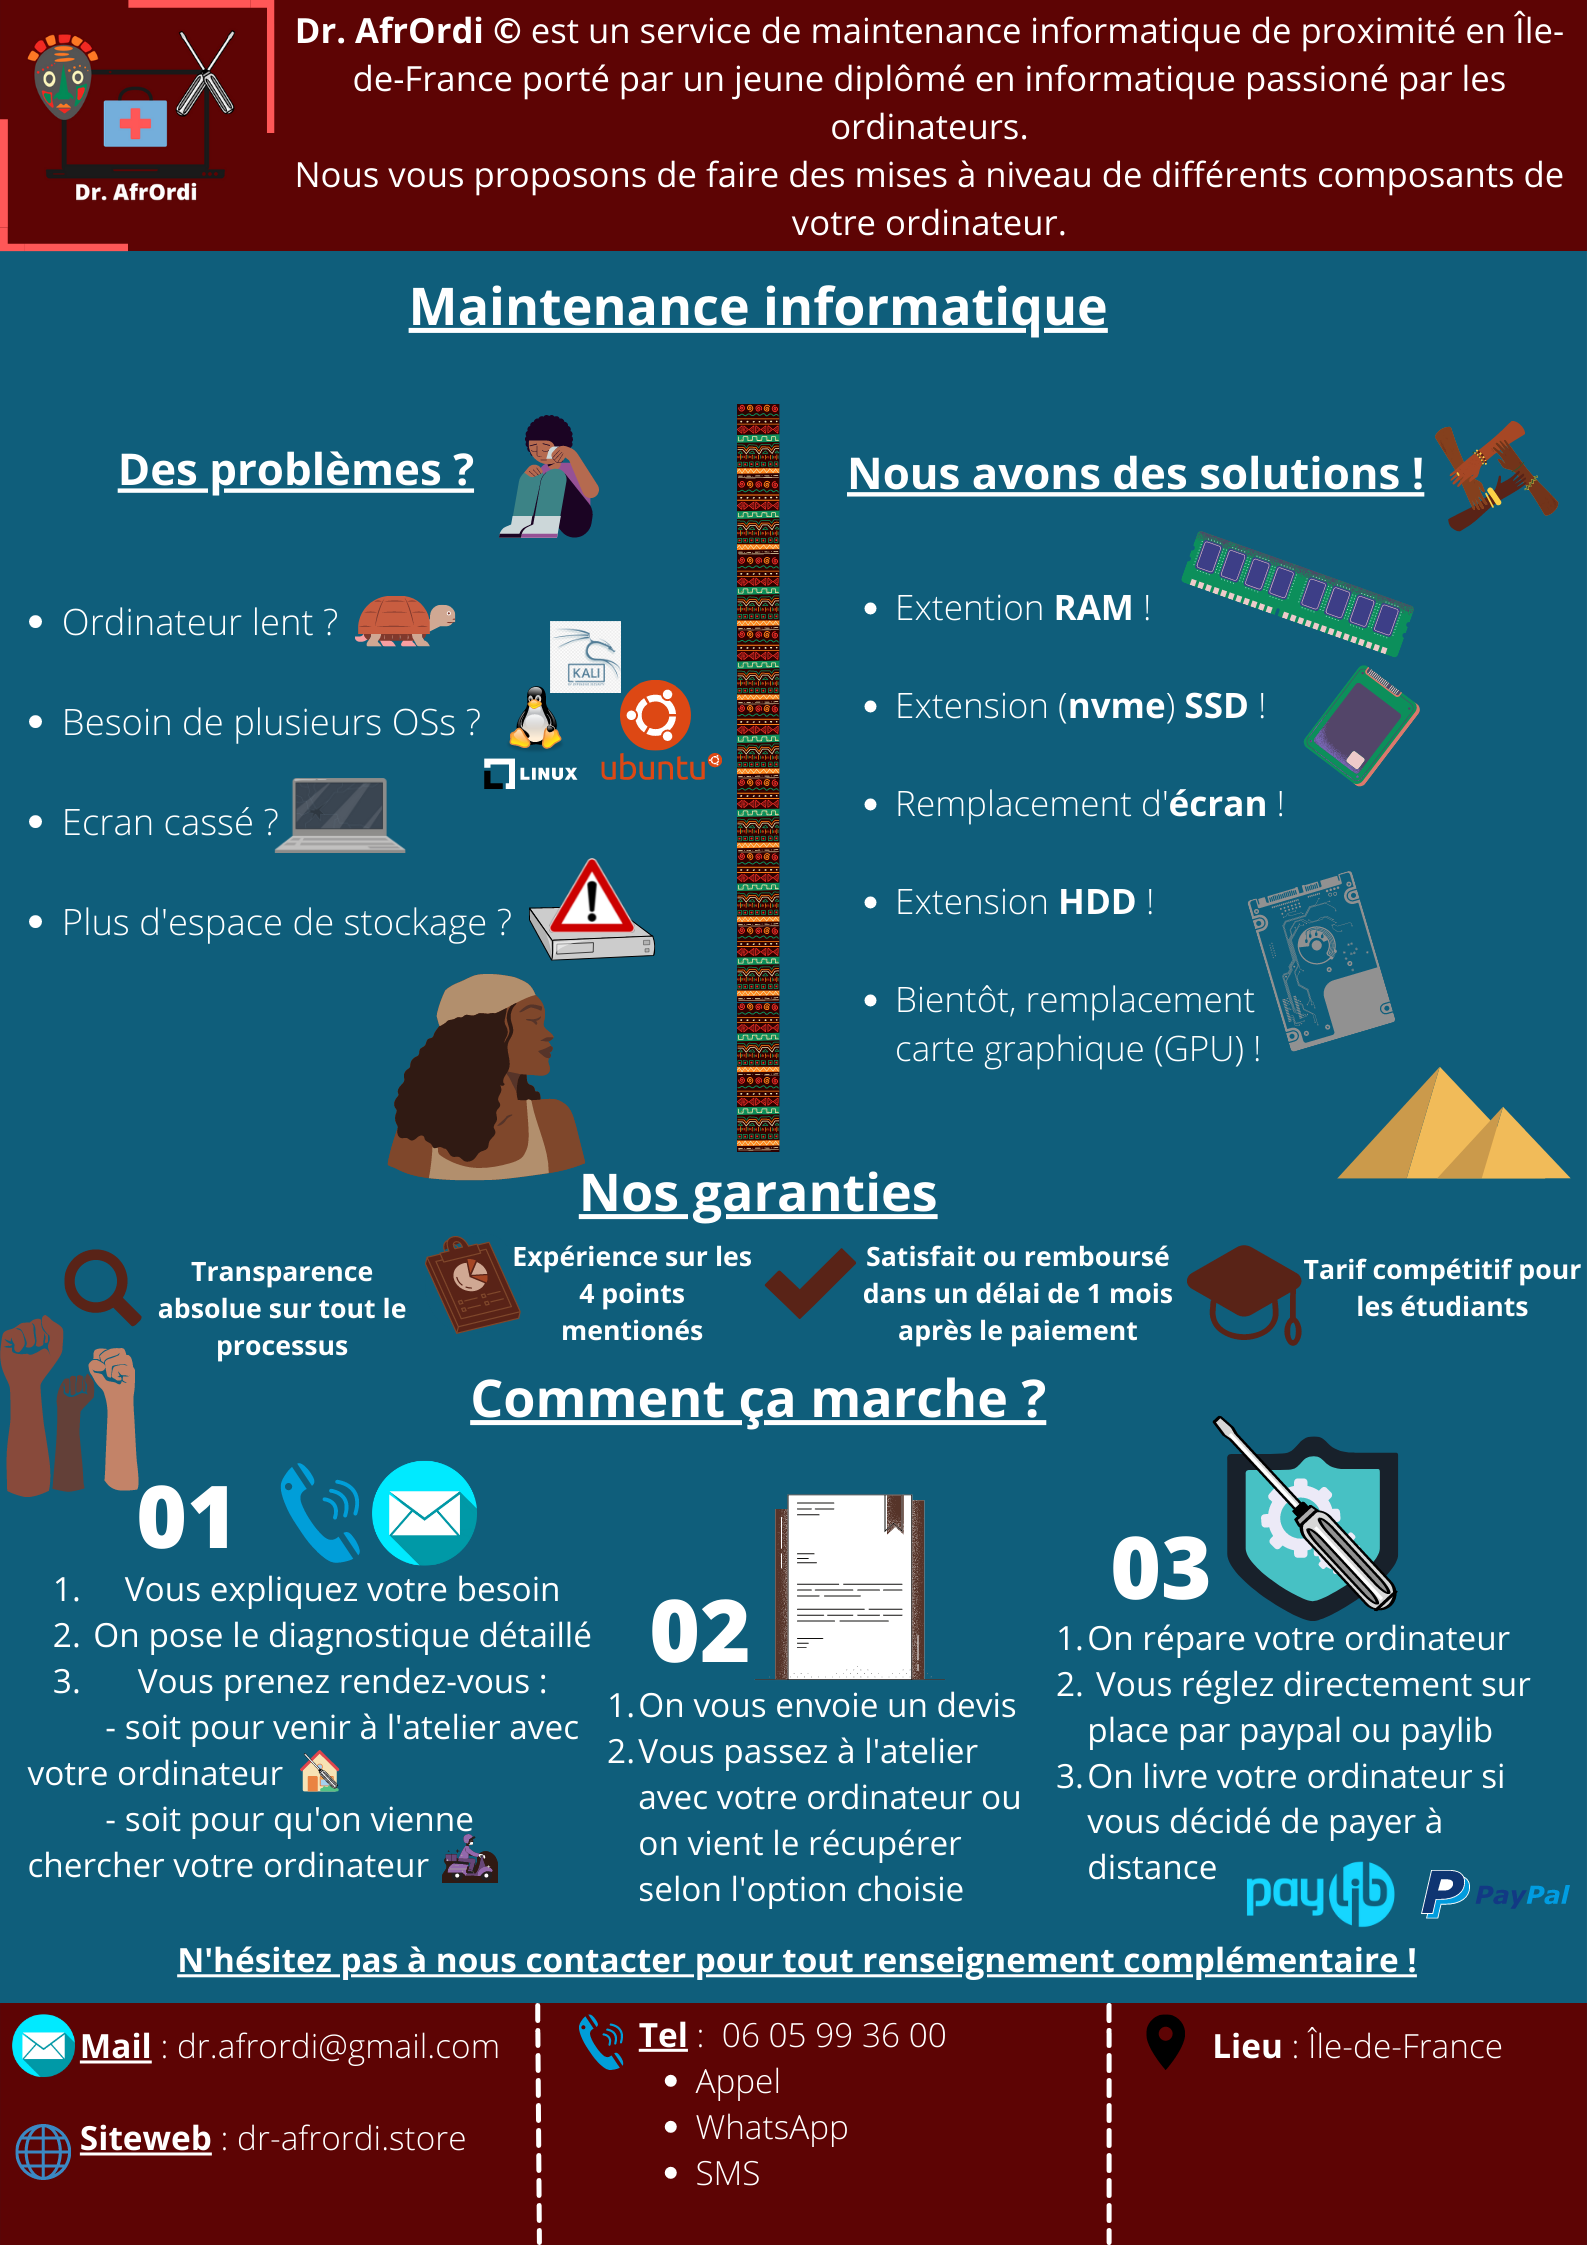 Dr. AfrOrdi © est un service de maintenance informatique de proximité en Île-
de-France porté par un jeune diplômé en informatique passioné par les
ordinateurs.
Nous vous proposons de faire des mises à niveau de différents composants de
votre ordinateur.
Dr. AfrOrdi
Maintenance informatique
Des problèmes ?
Ordinateur lent ?
Besoin de plusieurs OSs ?
Ecran cassé ?
Plus d'espace de stockage ?
KALI
LINUX
ubuntu
Nous avons des solutions !
Extention RAM !
Extension (nvme) SSD !
Remplacement d'écran !
Extension HDD !
Bientôt, remplacement
carte graphique (GPU) !
Nos garanties
Transparence
absolue sur tout le
processus
Expérience sur les
4 points
mentionés
Satisfait ou remboursé
dans un délai de 1 mois
après le paiement
Tarif compétitif pour
les étudiants
Comment ça marche ?
01
1. Vous expliquez votre besoin
2. On pose le diagnostique détaillé
3. Vous prenez rendez-vous :
- soit pour venir à l'atelier avec
votre ordinateur
- soit pour qu'on vienne
chercher votre ordinateur
02
1. On vous envoie un devis
2. Vous passez à l'atelier
avec votre ordinateur ou
on vient le récupérer
selon l'option choisie
03
1. On répare votre ordinateur
2. Vous réglez directement sur
place par paypal ou paylib
3. On livre votre ordinateur si
vous décidé de payer à
distance
paylib
PayPal
N'hésitez pas à nous contacter pour tout renseignement complémentaire !
Mail : dr.afrordi@gmail.com
Siteweb : dr-afrordi.store
Tel : 06 05 99 36 00
Appel
WhatsApp
SMS
Lieu : Île-de-France